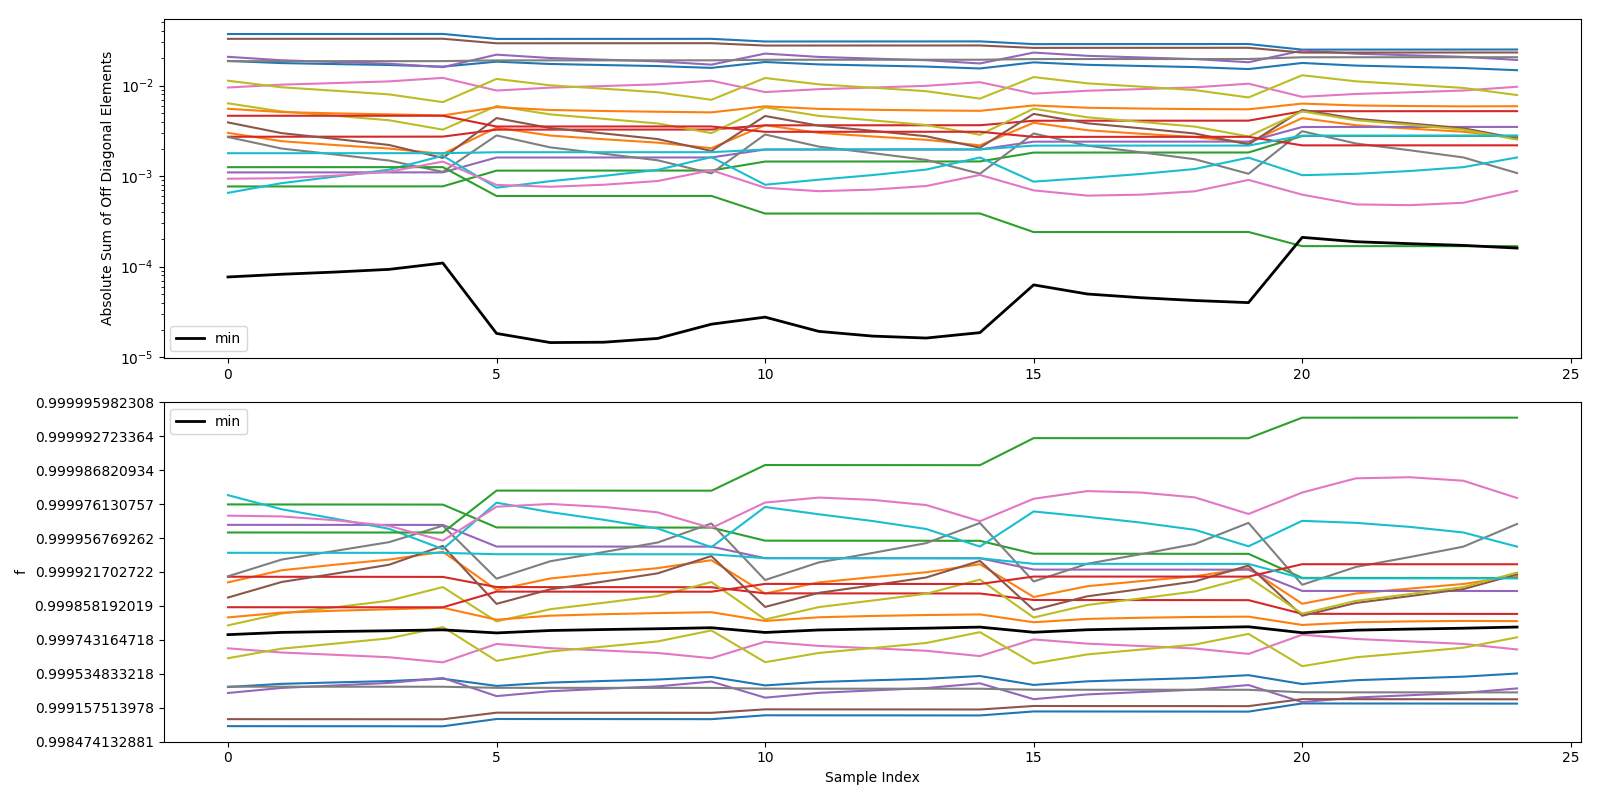 Absolute Sum of Off Diagonal Elements
10⁻²
10⁻³
10⁻⁴
10⁻⁵
min
0 5 10 15 20 25
f
0.999995982308
0.999992723364
0.999986820934
0.999976130757
0.999956769262
0.999921702722
0.999858192019
0.999743164718
0.999534833218
0.999157513978
0.998474132881
min
0 5 10 15 20 25
Sample Index